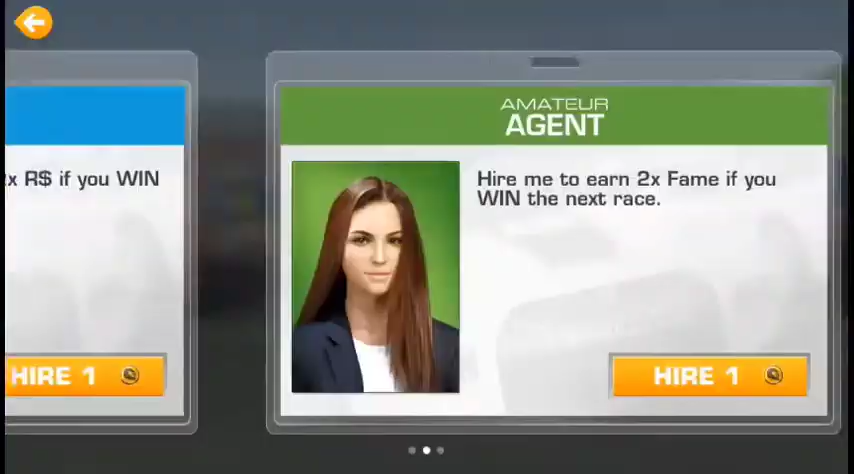 x R$ if you WIN
HIRE 1
AMATEUR
AGENT
Hire me to earn 2x Fame if you
WIN the next race.
HIRE 1